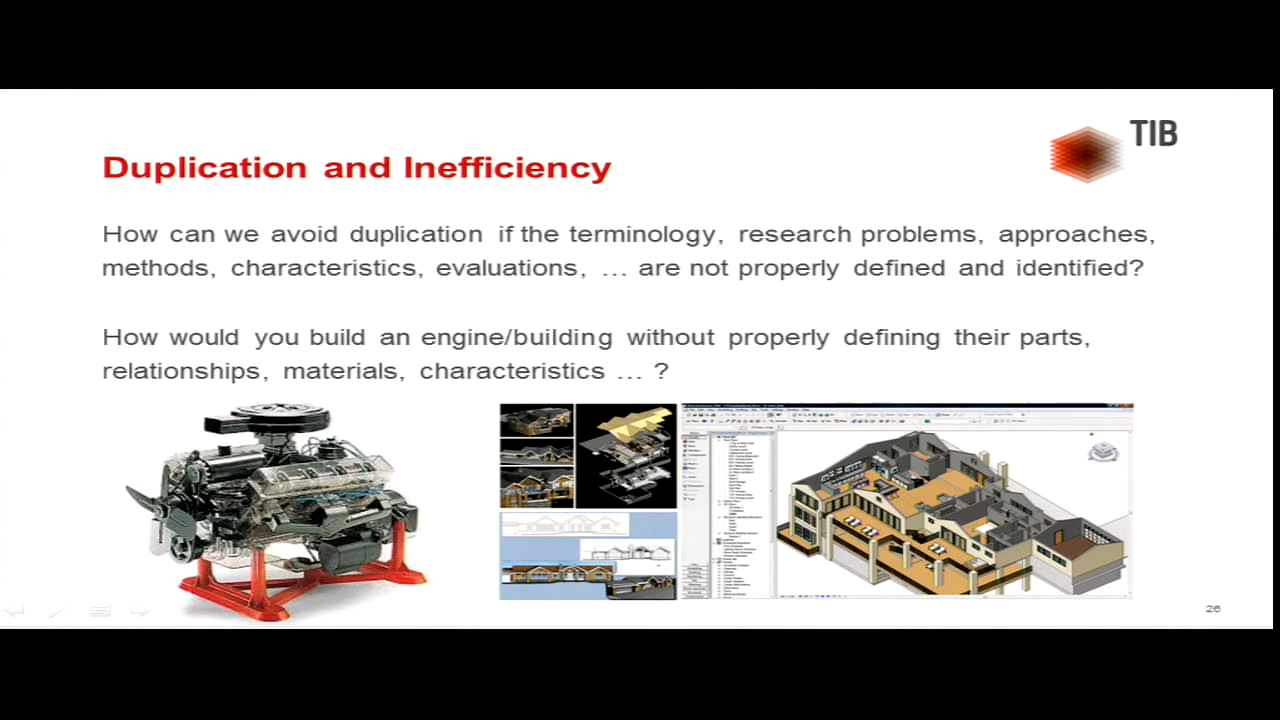 TIB
Duplication and Inefficiency
How can we avoid duplication if the terminology, research problems, approaches,
methods, characteristics, evaluations, … are not properly defined and identified?
How would you build an engine/building without properly defining their parts,
relationships, materials, characteristics … ?
26